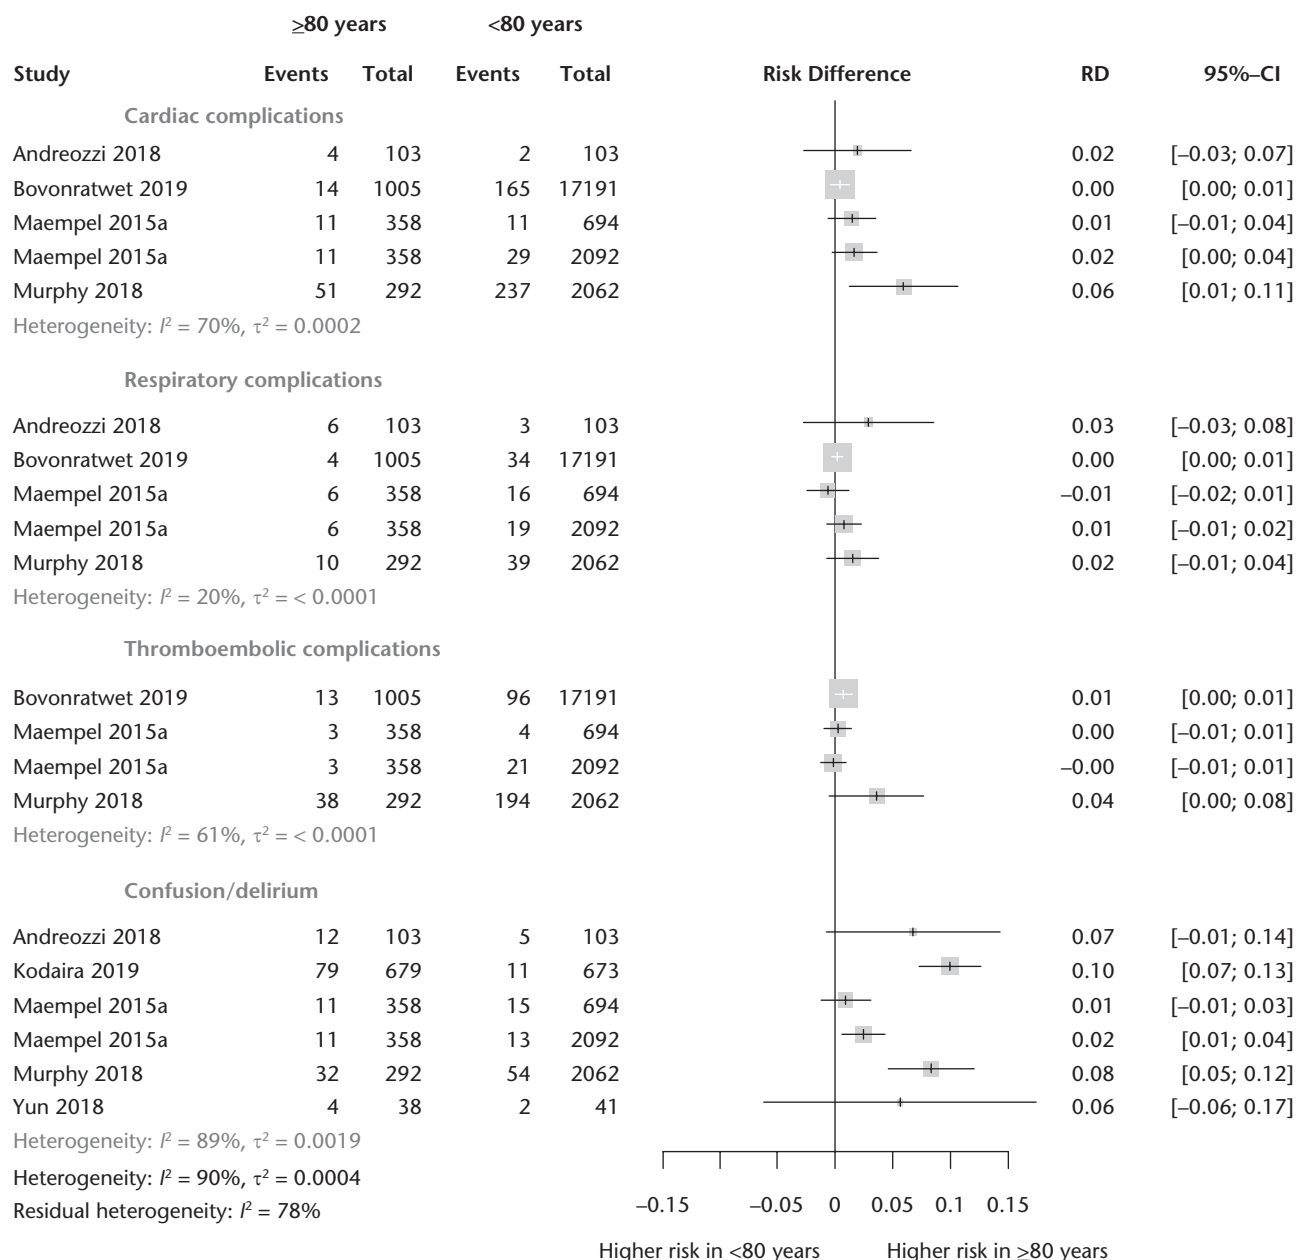 ≥80 years <80 years
Study Events Total Events Total Risk Difference RD 95%–CI
Cardiac complications
Andreozzi 2018 4 103 2 103 0.02 [–0.03; 0.07]
Bovonratwet 2019 14 1005 165 17191 0.00 [0.00; 0.01]
Maempel 2015a 11 358 11 694 0.01 [–0.01; 0.04]
Maempel 2015a 11 358 29 2092 0.02 [0.00; 0.04]
Murphy 2018 51 292 237 2062 0.06 [0.01; 0.11]
Heterogeneity: I² = 70%, τ² = 0.0002
Respiratory complications
Andreozzi 2018 6 103 3 103 0.03 [–0.03; 0.08]
Bovonratwet 2019 4 1005 34 17191 0.00 [0.00; 0.01]
Maempel 2015a 6 358 16 694 –0.01 [–0.02; 0.01]
Maempel 2015a 6 358 19 2092 0.01 [–0.01; 0.02]
Murphy 2018 10 292 39 2062 0.02 [–0.01; 0.04]
Heterogeneity: I² = 20%, τ² = < 0.0001
Thromboembolic complications
Bovonratwet 2019 13 1005 96 17191 0.01 [0.00; 0.01]
Maempel 2015a 3 358 4 694 0.00 [–0.01; 0.01]
Maempel 2015a 3 358 21 2092 –0.00 [–0.01; 0.01]
Murphy 2018 38 292 194 2062 0.04 [0.00; 0.08]
Heterogeneity: I² = 61%, τ² = < 0.0001
Confusion/delirium
Andreozzi 2018 12 103 5 103 0.07 [–0.01; 0.14]
Kodaira 2019 79 679 11 673 0.10 [0.07; 0.13]
Maempel 2015a 11 358 15 694 0.01 [–0.01; 0.03]
Maempel 2015a 11 358 13 2092 0.02 [0.01; 0.04]
Murphy 2018 32 292 54 2062 0.08 [0.05; 0.12]
Yun 2018 4 38 2 41 0.06 [–0.06; 0.17]
Heterogeneity: I² = 89%, τ² = 0.0019
Heterogeneity: I² = 90%, τ² = 0.0004
Residual heterogeneity: I² = 78%
–0.15 –0.05 0 0.05 0.1 0.15
Higher risk in <80 years Higher risk in ≥80 years